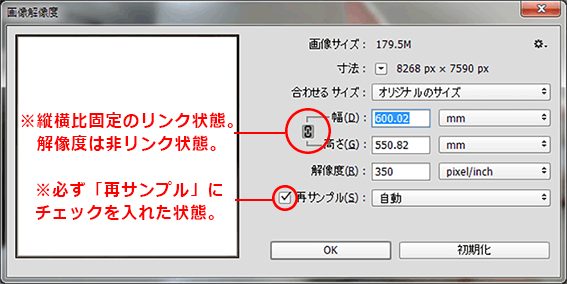 画像解像度
画像サイズ： 179.5M
寸法： 8268 px × 7590 px
合わせるサイズ： オリジナルのサイズ
幅(D)： 600.02 mm
高さ(G)： 550.82 mm
解像度(R)： 350 pixel/inch
再サンプル(S)： 自動
OK 初期化
※縦横比固定のリンク状態。
解像度は非リンク状態。
※必ず「再サンプル」に
チェックを入れた状態。